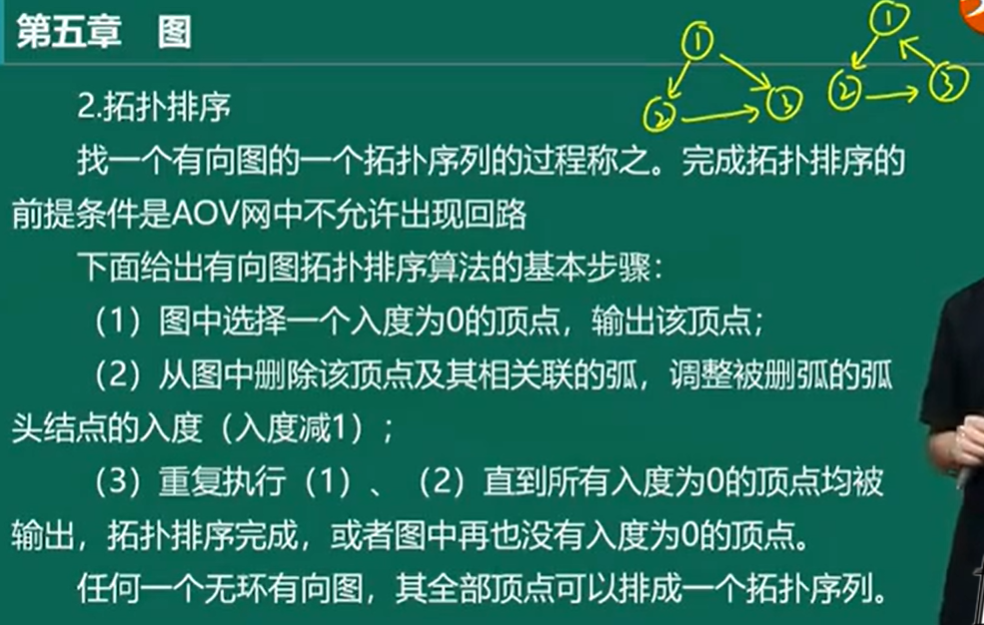 第五章 图
① ② ③
① ② ③
2.拓扑排序
找一个有向图的一个拓扑序列的过程称之。完成拓扑排序的
前提条件是AOV网中不允许出现回路
下面给出有向图拓扑排序算法的基本步骤：
（1）图中选择一个入度为0的顶点，输出该顶点；
（2）从图中删除该顶点及其相关联的弧，调整被删弧的弧
头结点的入度（入度减1）；
（3）重复执行（1）、（2）直到所有入度为0的顶点均被
输出，拓扑排序完成，或者图中再也没有入度为0的顶点。
任何一个无环有向图，其全部顶点可以排成一个拓扑序列。